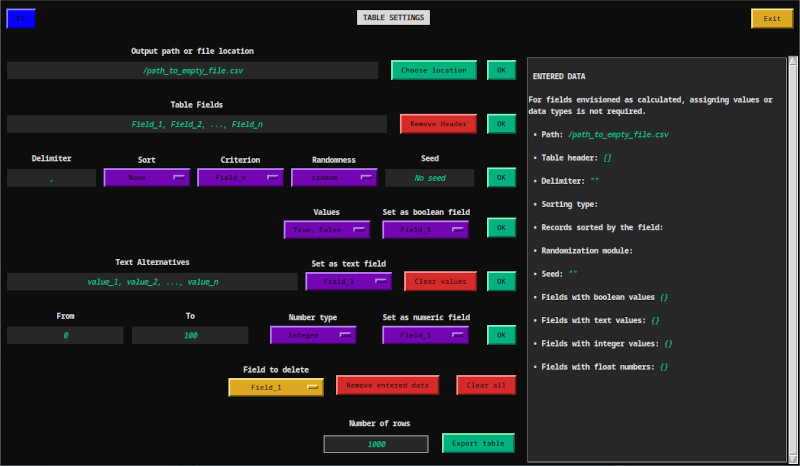 ES
TABLE SETTINGS
Exit
Output path or file location
/path_to_empty_file.csv
Choose location
OK
Table Fields
Field_1, Field_2, ..., Field_n
Remove Header
OK
Delimiter
Sort
Criterion
Randomness
Seed
,
None
Field_n
random
No seed
OK
Values
Set as boolean field
True, False
Field_1
OK
Text Alternatives
Set as text field
value_1, value_2, ..., value_n
Field_1
Clear values
OK
From
To
Number type
Set as numeric field
0
100
integer
Field_1
OK
Field to delete
Field_1
Remove entered data
Clear all
Number of rows
1000
Export table
ENTERED DATA
For fields envisioned as calculated, assigning values or
data types is not required.
• Path: /path_to_empty_file.csv
• Table header: []
• Delimiter: ""
• Sorting type:
• Records sorted by the field:
• Randomization module:
• Seed: ""
• Fields with boolean values {}
• Fields with text values: {}
• Fields with integer values: {}
• Fields with float numbers: {}